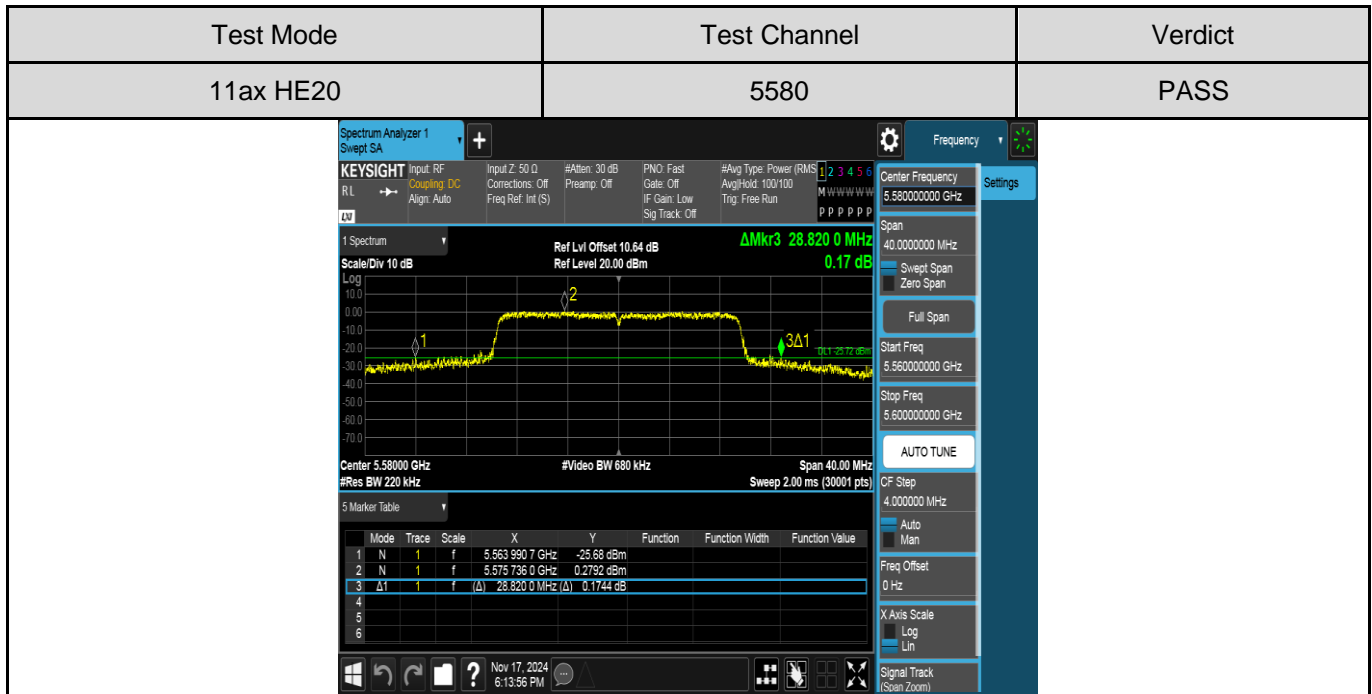 Test Mode Test Channel Verdict
11ax HE20 5580 PASS
Spectrum Analyzer 1
Swept SA
+
Frequency
KEYSIGHT
RL
LXI
Input: RF
Coupling: DC
Align: Auto
Input Z: 50 Ω
Corrections: Off
Freq Ref: Int (S)
#Atten: 30 dB
Preamp: Off
PNO: Fast
Gate: Off
IF Gain: Low
Sig Track: Off
#Avg Type: Power (RMS
Avg|Hold: 100/100
Trig: Free Run
1 2 3 4 5 6
M W W W W W
P P P P P P
1 Spectrum
Scale/Div 10 dB
Log
Ref Lvl Offset 10.64 dB
Ref Level 20.00 dBm
ΔMkr3 28.820 0 MHz
0.17 dB
10.0
0.00
-10.0
-20.0
-30.0
-40.0
-50.0
-60.0
-70.0
1
2
3Δ1
DL1 -25.72 dBm
Center 5.58000 GHz
#Res BW 220 kHz
#Video BW 680 kHz
Span 40.00 MHz
Sweep 2.00 ms (30001 pts)
5 Marker Table
Mode Trace Scale X Y Function Function Width Function Value
1 N 1 f 5.563 990 7 GHz -25.68 dBm
2 N 1 f 5.575 736 0 GHz 0.2792 dBm
3 Δ1 1 f (Δ) 28.820 0 MHz (Δ) 0.1744 dB
4
5
6
?
Nov 17, 2024
6:13:56 PM
Center Frequency
5.580000000 GHz
Settings
Span
40.0000000 MHz
Swept Span
Zero Span
Full Span
Start Freq
5.560000000 GHz
Stop Freq
5.600000000 GHz
AUTO TUNE
CF Step
4.000000 MHz
Auto
Man
Freq Offset
0 Hz
X Axis Scale
Log
Lin
Signal Track
(Span Zoom)